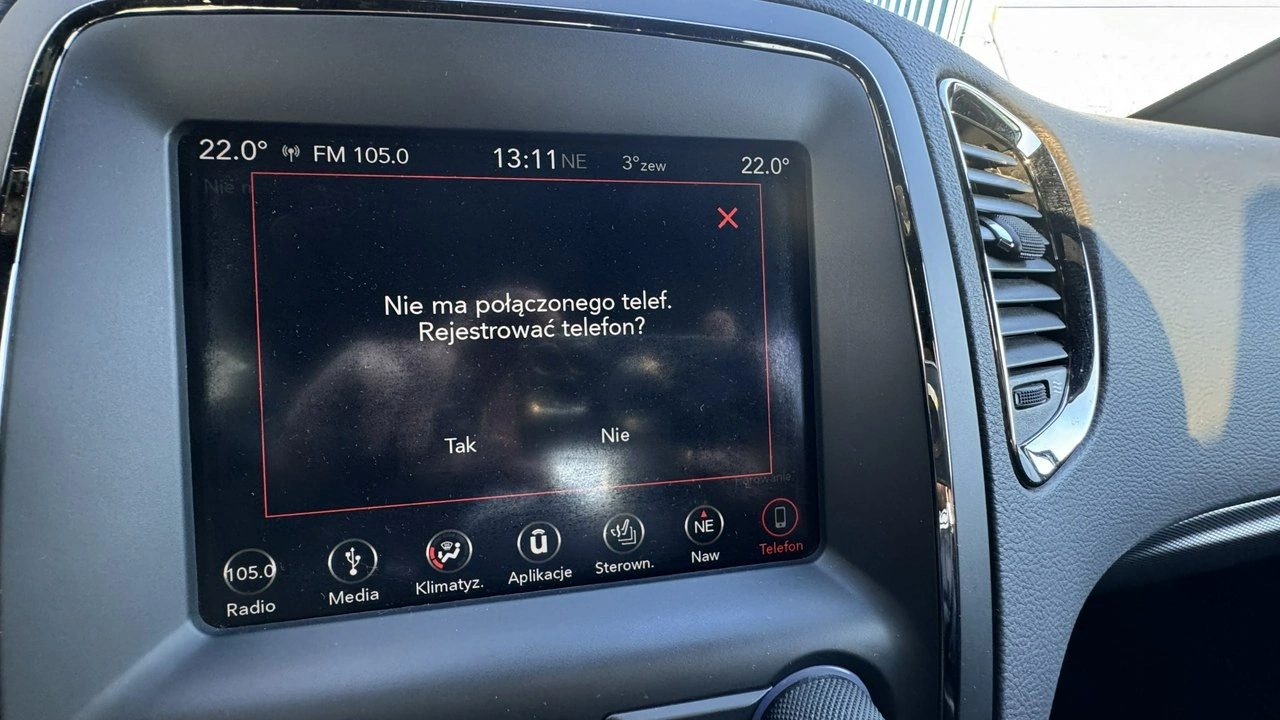 22.0° FM 105.0 13:11 NE 3°zew 22.0°
Nie ma połączonego telef.
Rejestrować telefon?
Tak Nie
Parowanie
105.0 NE
Radio Media Klimatyz. Aplikacje Sterown. Naw Telefon